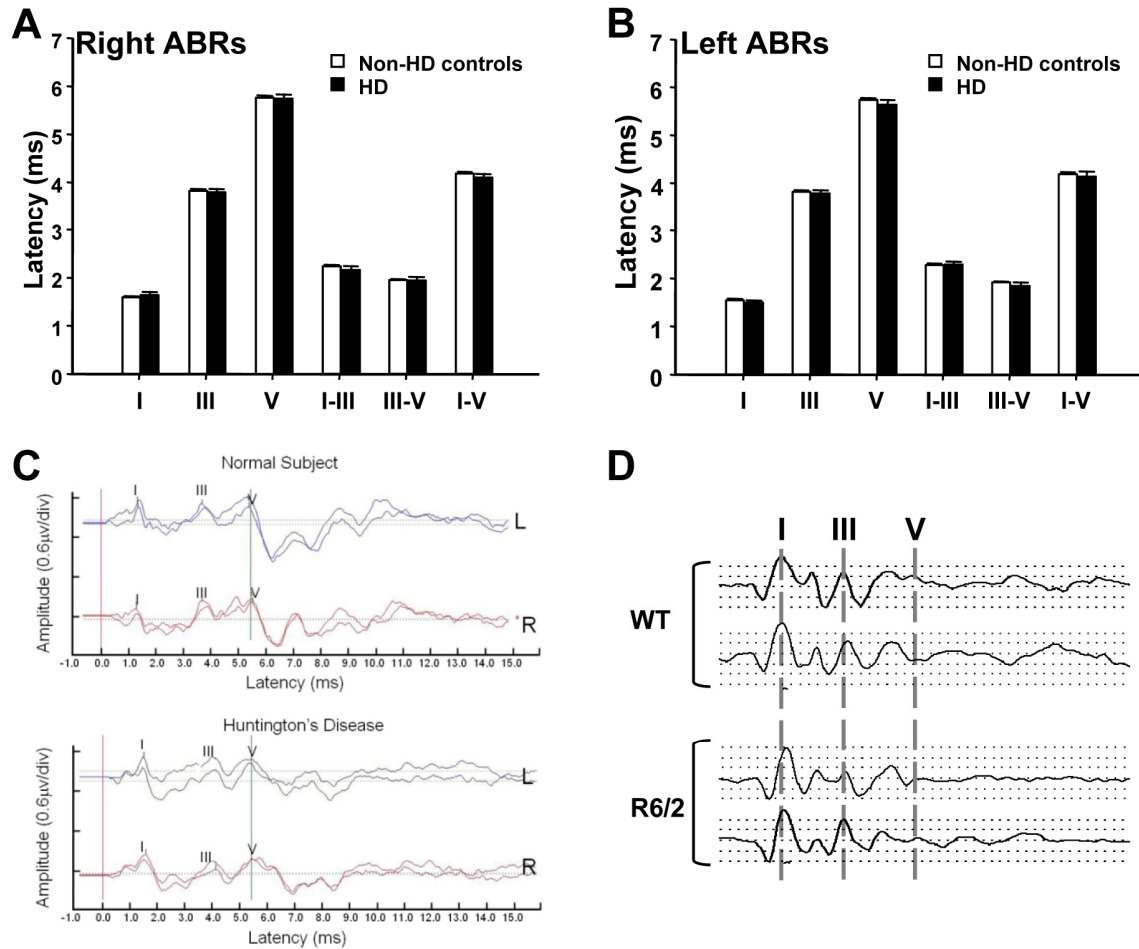 A
Right ABRs
7
6
5
4
3
2
1
0
Latency (ms)
Non-HD controls
HD
I III V I-III III-V I-V
B
Left ABRs
7
6
5
4
3
2
1
0
Latency (ms)
Non-HD controls
HD
I III V I-III III-V I-V
C
Normal Subject
Amplitude (0.6μv/div)
I III V L
I III V *R
-1.0 0.0 1.0 2.0 3.0 4.0 5.0 6.0 7.0 8.0 9.0 10.0 11.0 12.0 13.0 14.0 15.0
Latency (ms)
Huntington's Disease
Amplitude (0.6μv/div)
I III V L
I III V R
-1.0 0.0 1.0 2.0 3.0 4.0 5.0 6.0 7.0 8.0 9.0 10.0 11.0 12.0 13.0 14.0 15.0
Latency (ms)
D
I III V
WT
R6/2